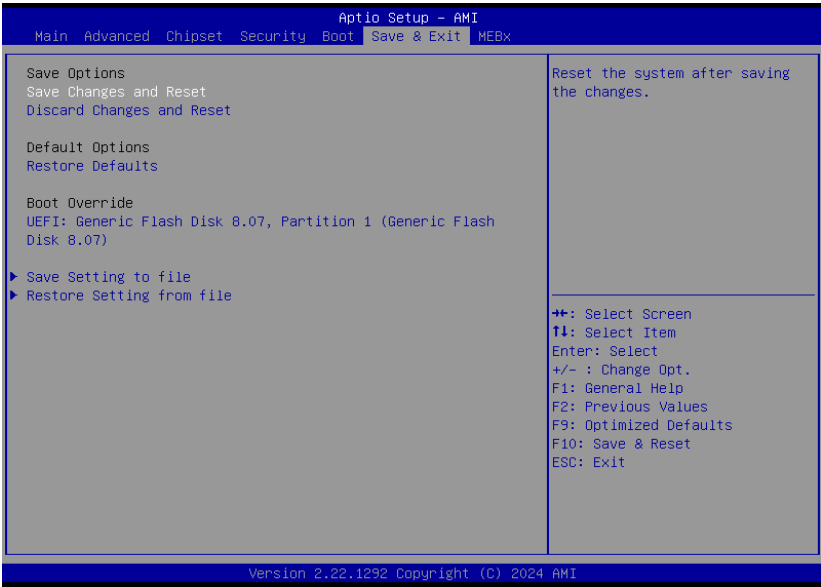 Aptio Setup – AMI
Main Advanced Chipset Security Boot Save & Exit MEBx
Save Options
Save Changes and Reset
Discard Changes and Reset
Default Options
Restore Defaults
Boot Override
UEFI: Generic Flash Disk 8.07, Partition 1 (Generic Flash
Disk 8.07)
▶ Save Setting to file
▶ Restore Setting from file
Reset the system after saving
the changes.
→←: Select Screen
↑↓: Select Item
Enter: Select
+/- : Change Opt.
F1: General Help
F2: Previous Values
F9: Optimized Defaults
F10: Save & Reset
ESC: Exit
Version 2.22.1292 Copyright (C) 2024 AMI